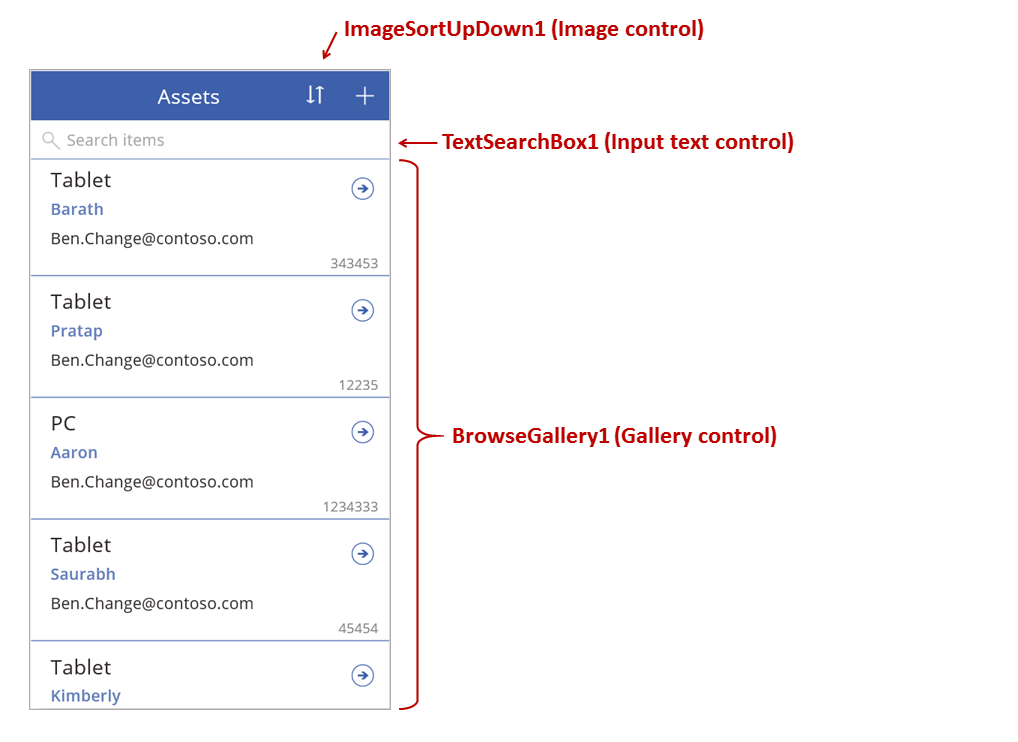 ImageSortUpDown1 (Image control)
Assets
Search items
TextSearchBox1 (Input text control)
Tablet
Barath
Ben.Change@contoso.com
343453
Tablet
Pratap
Ben.Change@contoso.com
12235
PC
Aaron
BrowseGallery1 (Gallery control)
Ben.Change@contoso.com
1234333
Tablet
Saurabh
Ben.Change@contoso.com
45454
Tablet
Kimberly